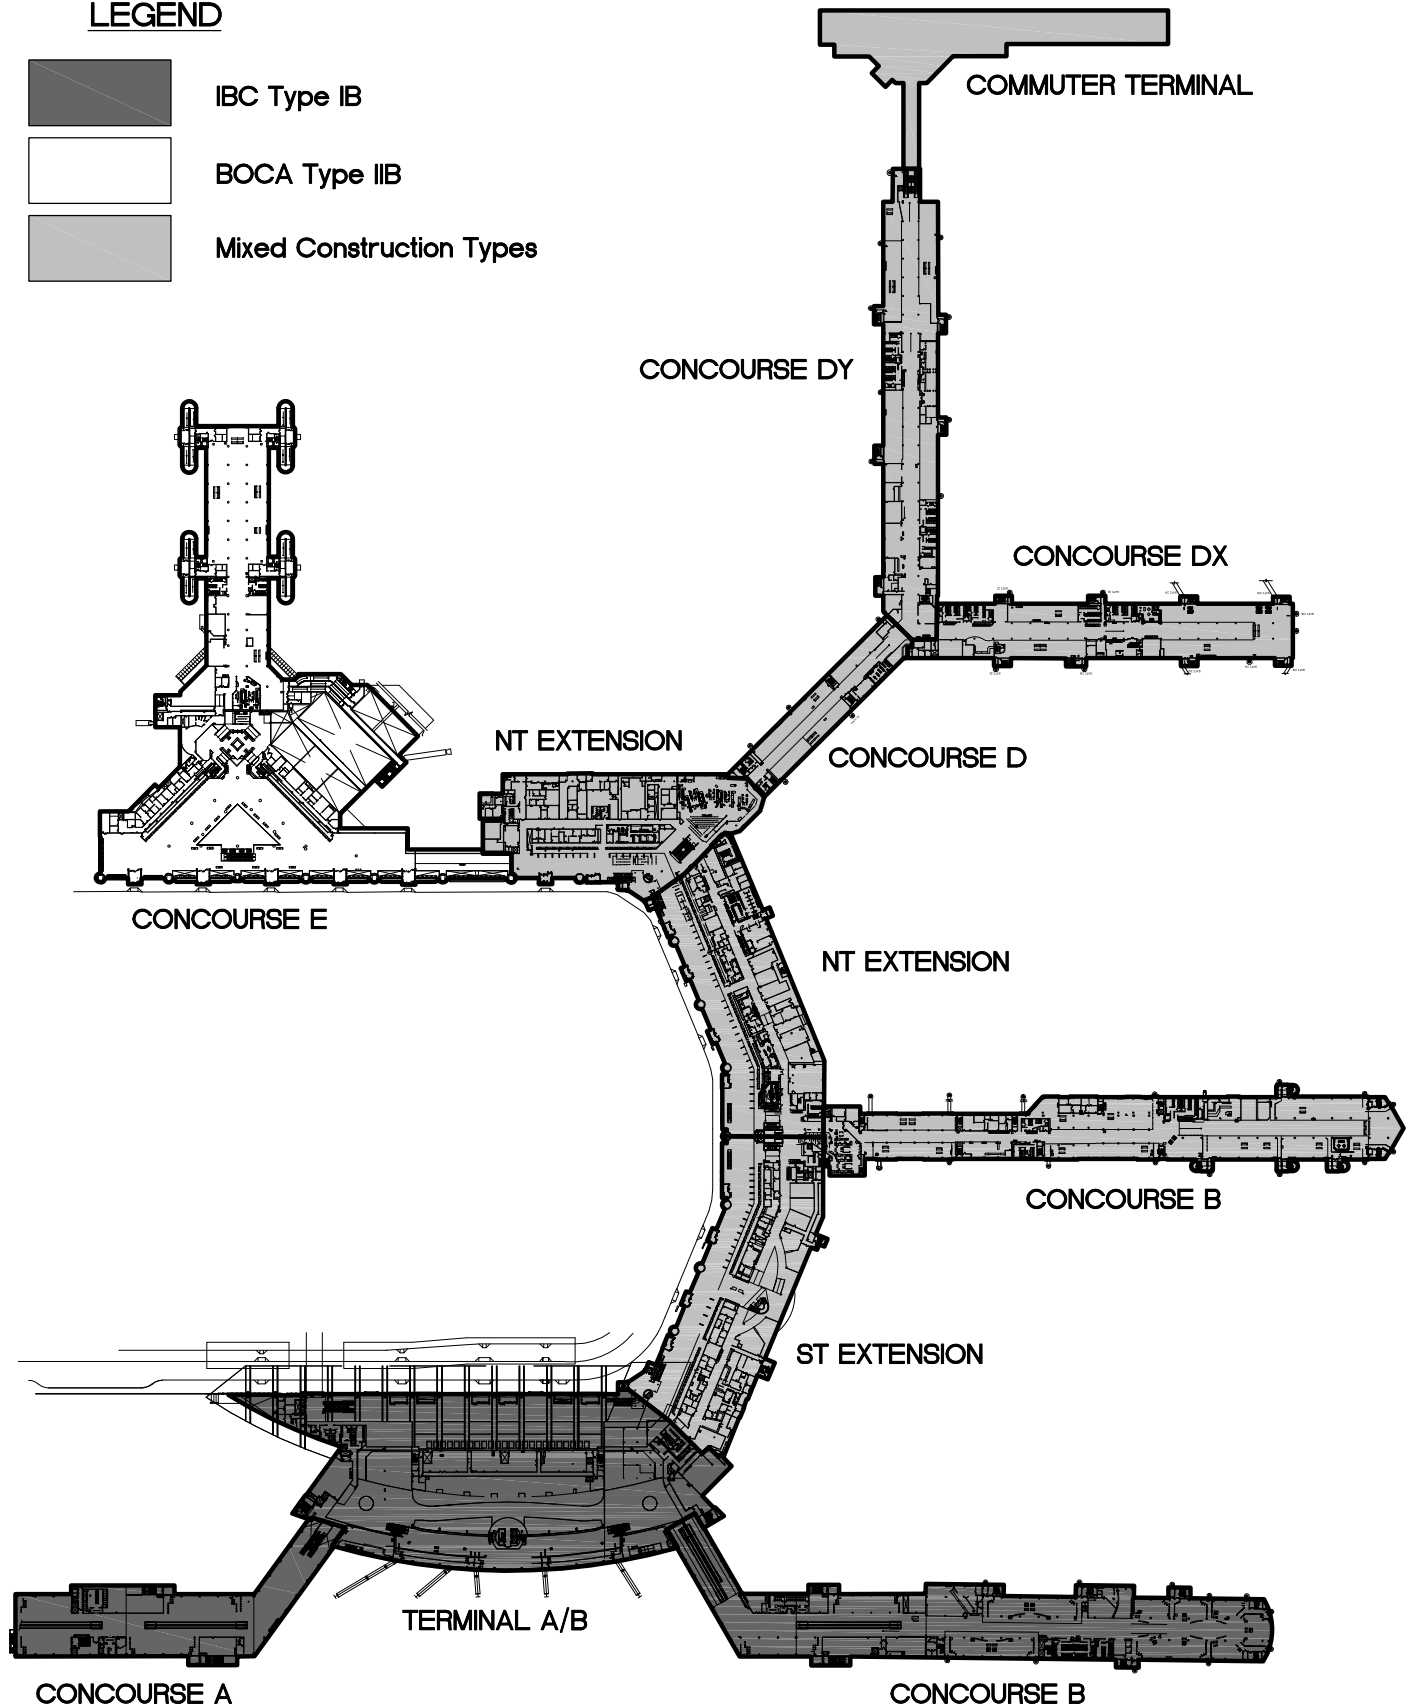 LEGEND
IBC Type IB
BOCA Type IIB
Mixed Construction Types
COMMUTER TERMINAL
CONCOURSE DY
CONCOURSE DX
NT EXTENSION
CONCOURSE D
CONCOURSE E
NT EXTENSION
CONCOURSE B
ST EXTENSION
TERMINAL A/B
CONCOURSE A
CONCOURSE B